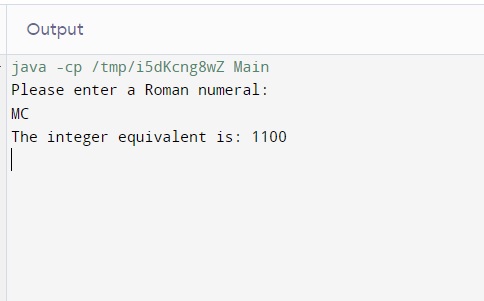 Output
java -cp /tmp/i5dKcng8wZ Main
Please enter a Roman numeral:
MC
The integer equivalent is: 1100